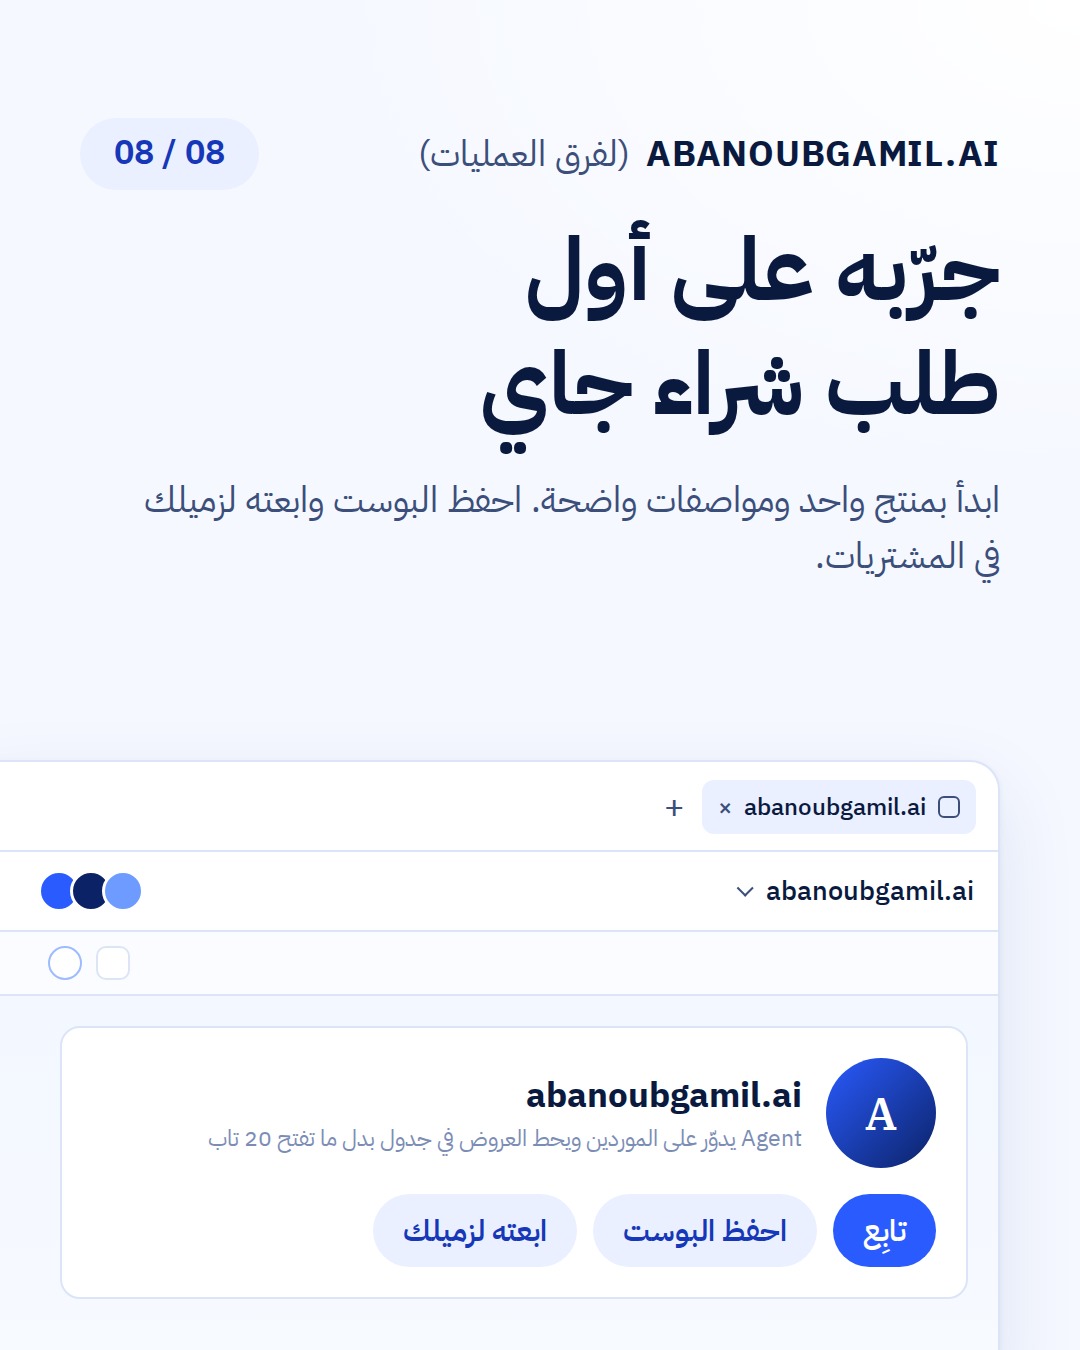 ABANOUBGAMIL.AI (لفرق العمليات)
08 / 08
جرّبه على أول
طلب شراء جاي
ابدأ بمنتج واحد ومواصفات واضحة. احفظ البوست وابعته لزميلك
في المشتريات.
abanoubgamil.ai × +
abanoubgamil.ai
A
abanoubgamil.ai
Agent يدوّر على الموردين ويحط العروض في جدول بدل ما تفتح 20 تاب
تابِع
احفظ البوست
ابعته لزميلك